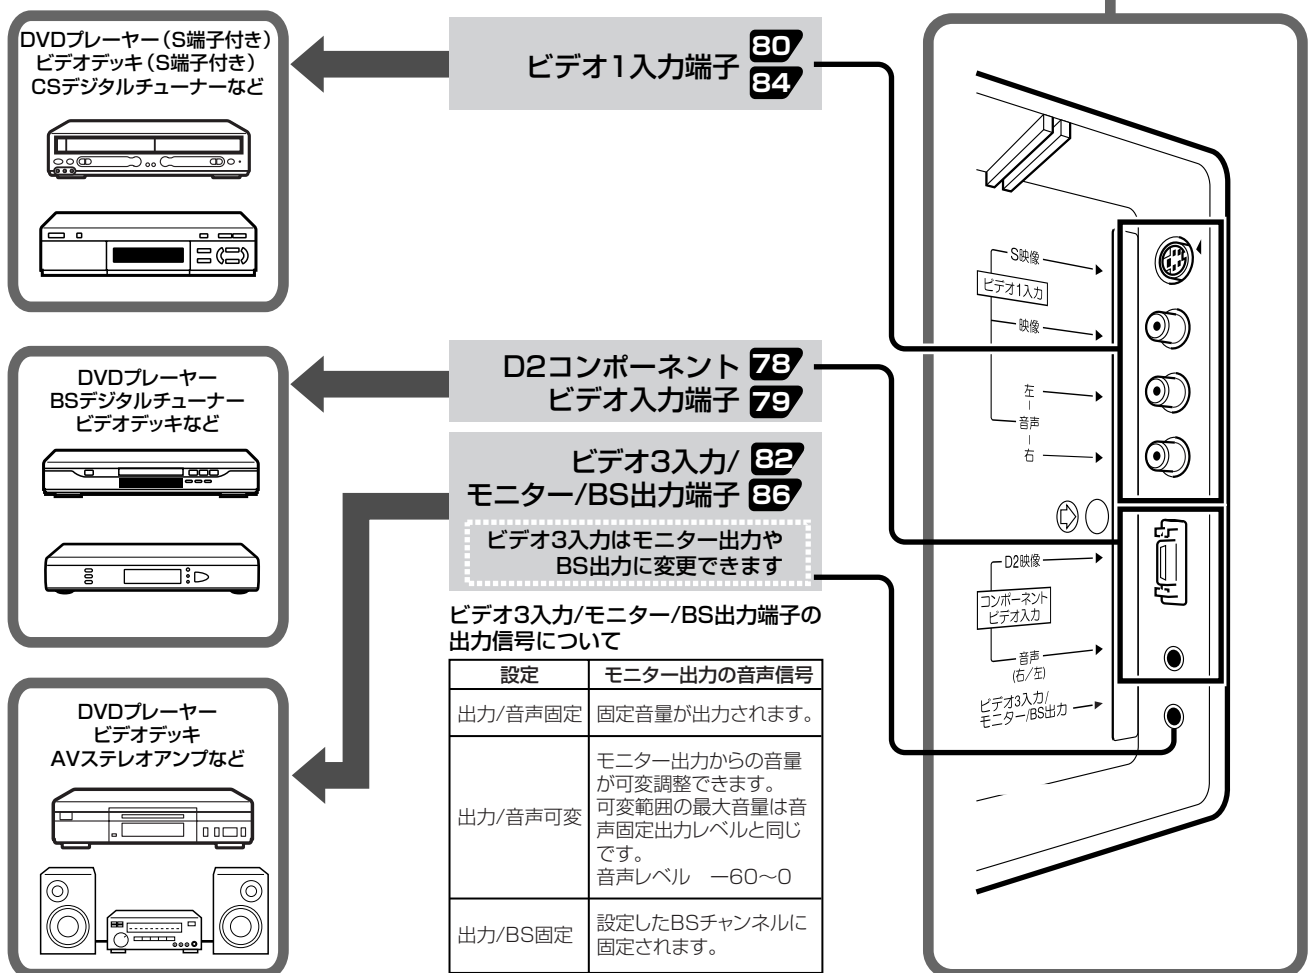 DVDプレーヤー(S端子付き)
ビデオデッキ(S端子付き)
CSデジタルチューナーなど
ビデオ1入力端子 80
84
DVDプレーヤー
BSデジタルチューナー
ビデオデッキなど
D2コンポーネント 78
ビデオ入力端子 79
ビデオ3入力/ 82
モニター/BS出力端子 86
ビデオ3入力はモニター出力や
BS出力に変更できます
DVDプレーヤー
ビデオデッキ
AVステレオアンプなど
ビデオ3入力/モニター/BS出力端子の
出力信号について
設定 モニター出力の音声信号
出力/音声固定 固定音量が出力されます。
出力/音声可変 モニター出力からの音量
が可変調整できます。
可変範囲の最大音量は音
声固定出力レベルと同じ
です。
音声レベル －60～0
出力/BS固定 設定したBSチャンネルに
固定されます。
S映像
ビデオ1入力
映像
左
音声
右
D2映像
コンポーネント
ビデオ入力
音声
(右/左)
ビデオ3入力/
モニター/BS出力